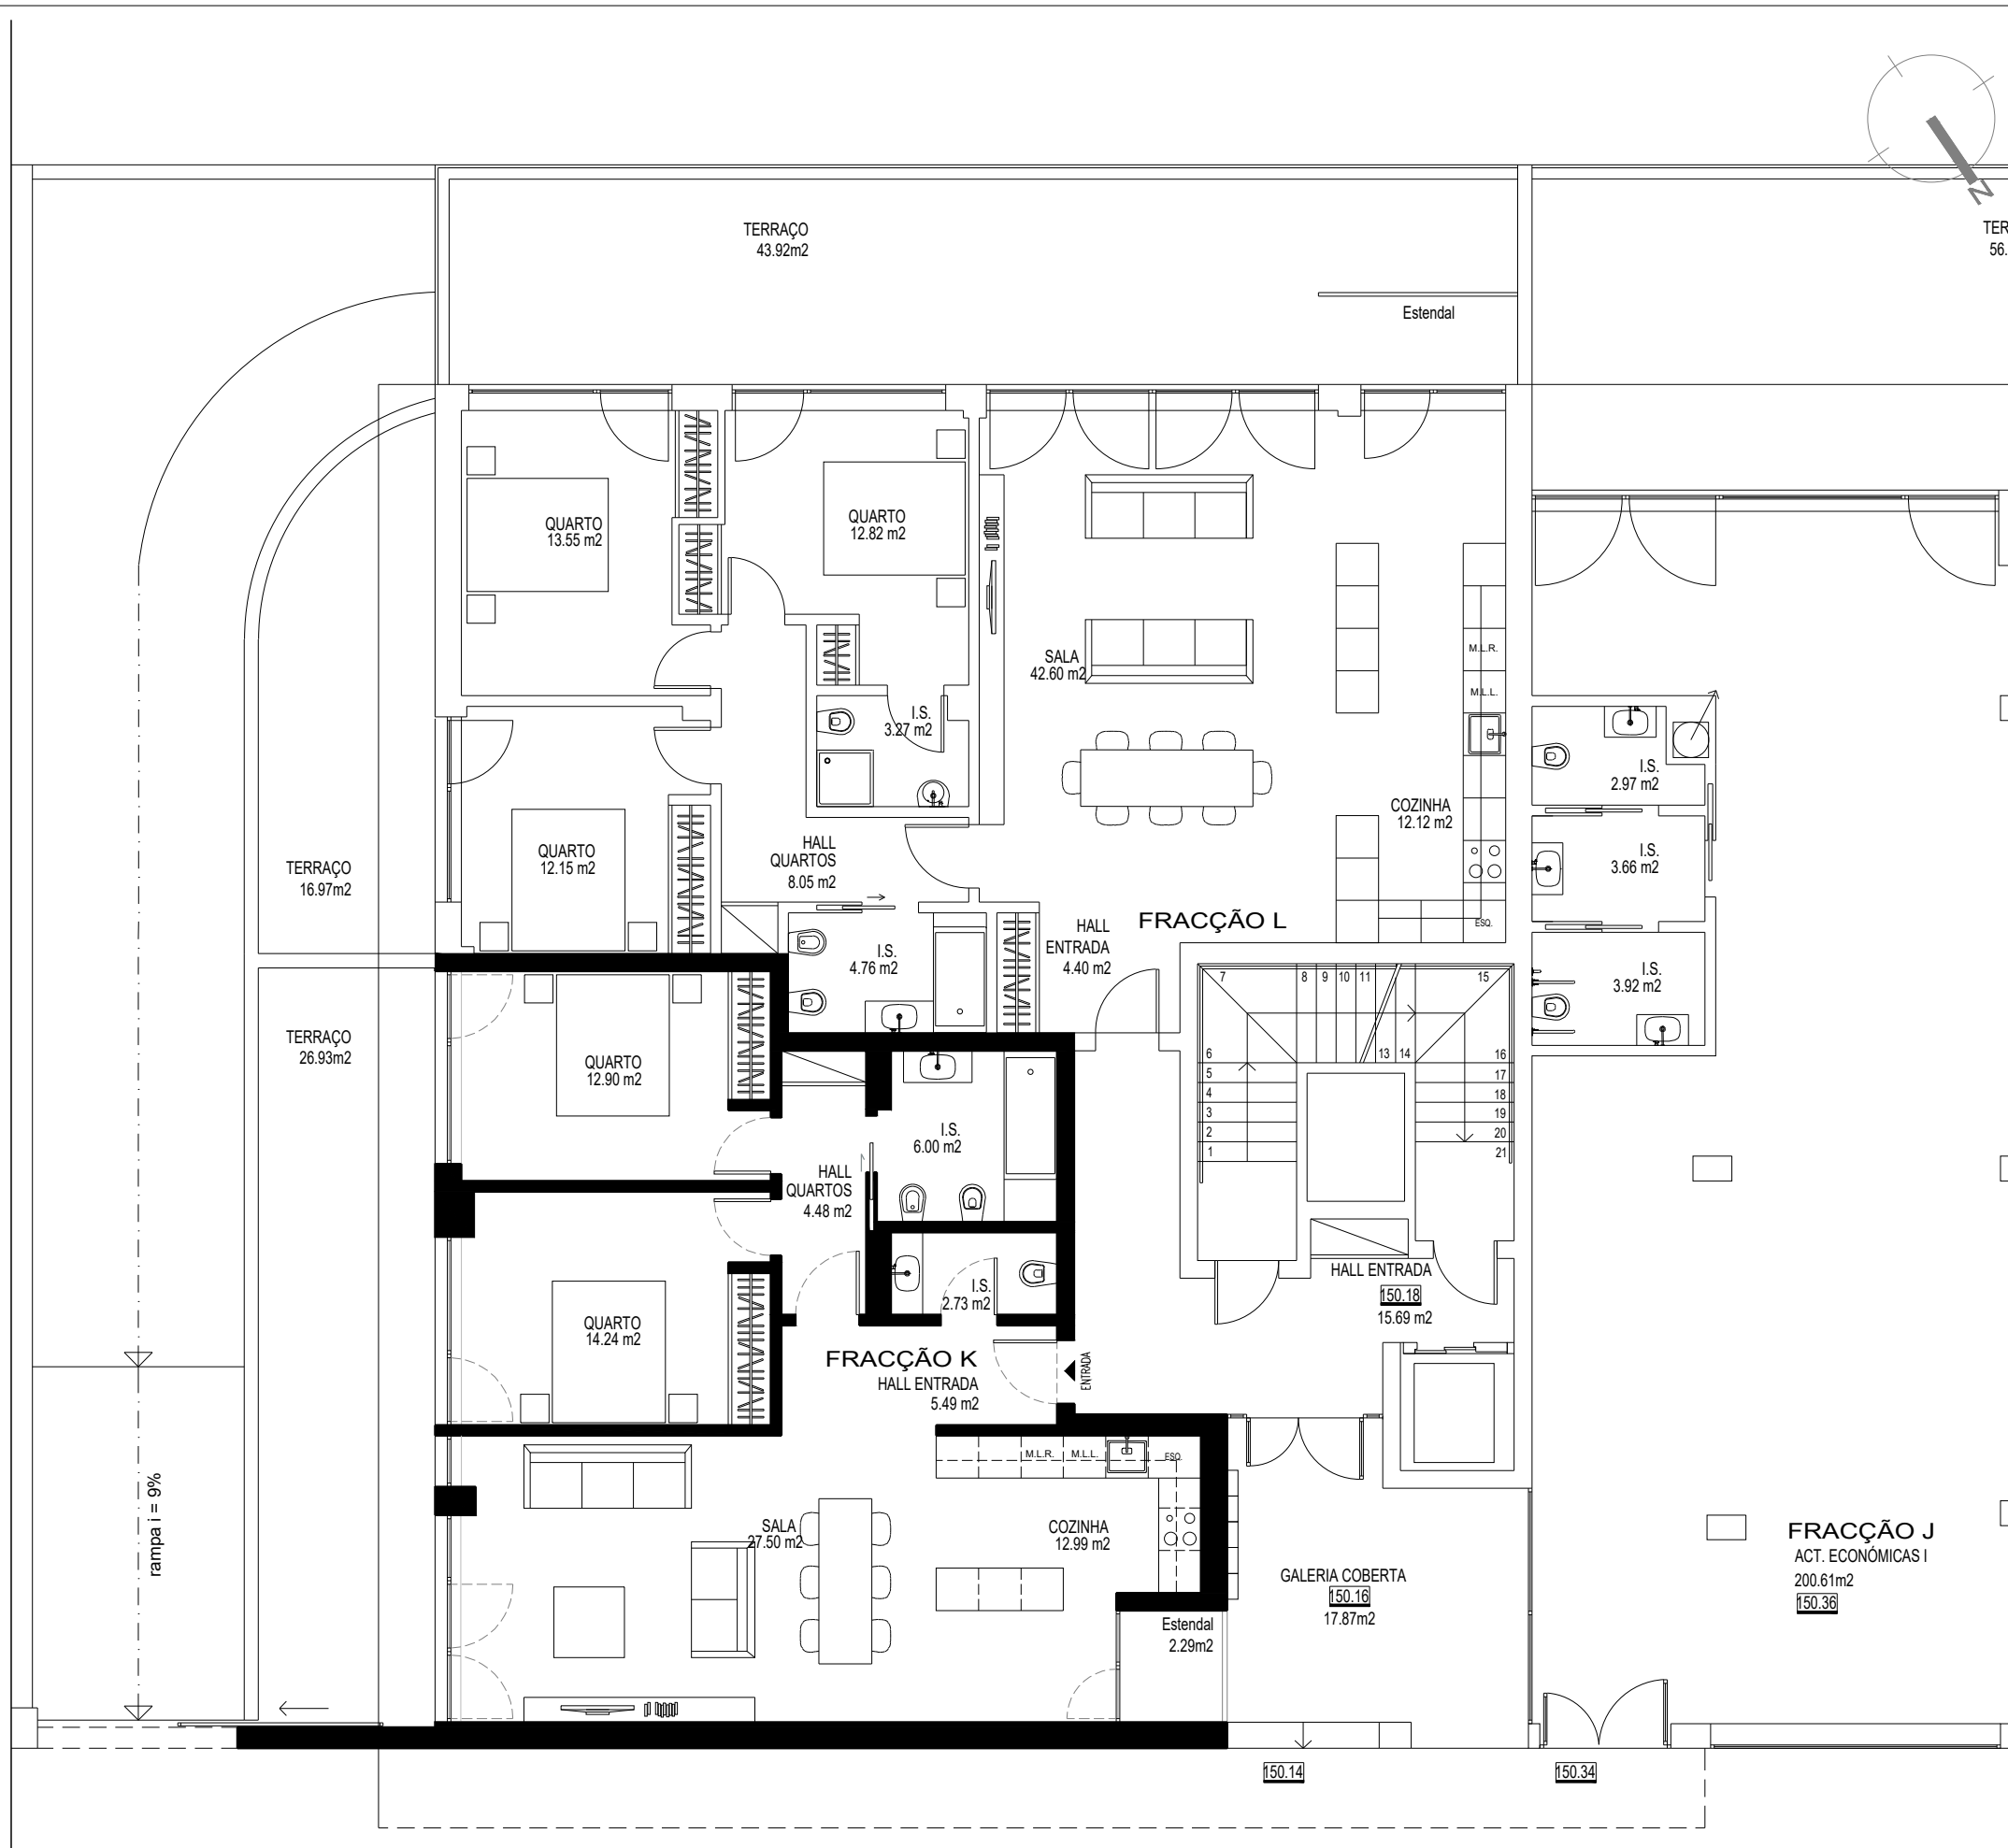 N
TERRAÇO
43.92m2
TER
56.
Estendal
QUARTO
13.55 m2
QUARTO
12.82 m2
SALA
42.60 m2
M.L.R.
M.L.L.
I.S.
3.27 m2
I.S.
2.97 m2
COZINHA
12.12 m2
HALL
QUARTOS
8.05 m2
QUARTO
12.15 m2
TERRAÇO
16.97m2
I.S.
3.66 m2
FRACÇÃO L
ESQ.
HALL
ENTRADA
4.40 m2
I.S.
4.76 m2
I.S.
3.92 m2
7
8
9
10
11
15
TERRAÇO
26.93m2
QUARTO
12.90 m2
6
13
14
16
5
17
4
18
3
19
2
20
1
21
I.S.
6.00 m2
HALL
QUARTOS
4.48 m2
I.S.
2.73 m2
HALL ENTRADA
150.18
15.69 m2
QUARTO
14.24 m2
FRACÇÃO K
HALL ENTRADA
5.49 m2
ENTRADA
M.L.R.
M.L.L.
ESQ.
rampa i = 9%
SALA
27.50 m2
COZINHA
12.99 m2
FRACÇÃO J
ACT. ECONÓMICAS I
200.61m2
150.36
GALERIA COBERTA
150.16
17.87m2
Estendal
2.29m2
150.14
150.34